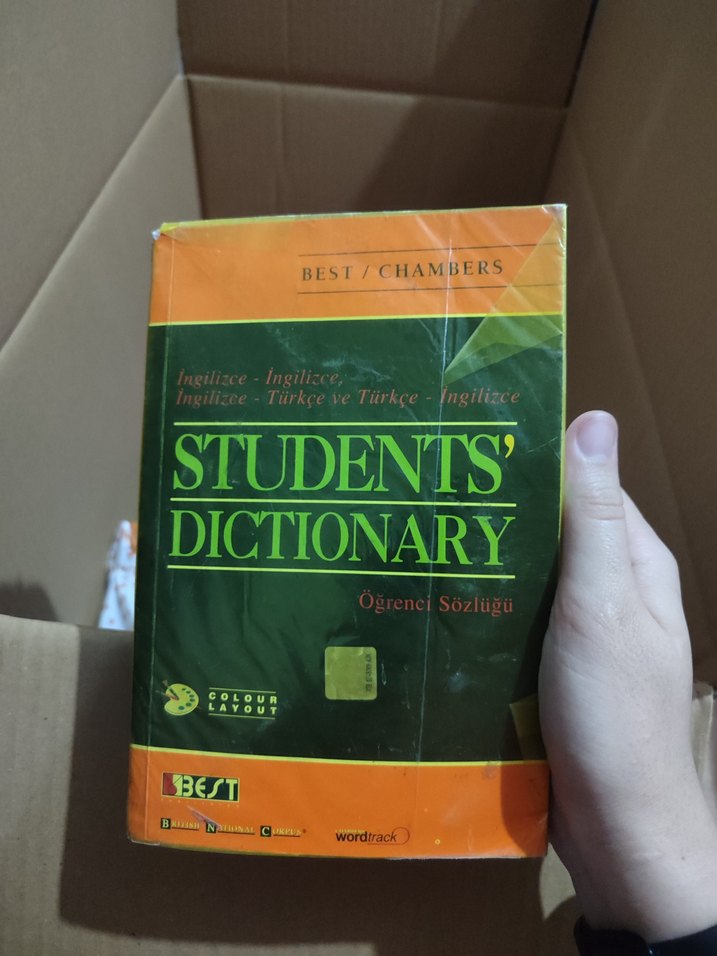 BEST / CHAMBERS
İngilizce - İngilizce,
İngilizce - Türkçe ve Türkçe - İngilizce
STUDENTS'
DICTIONARY
Öğrenci Sözlüğü
COLOUR
LAYOUT
BEST
BRITISH NATIONAL CORPUS
wordtrack